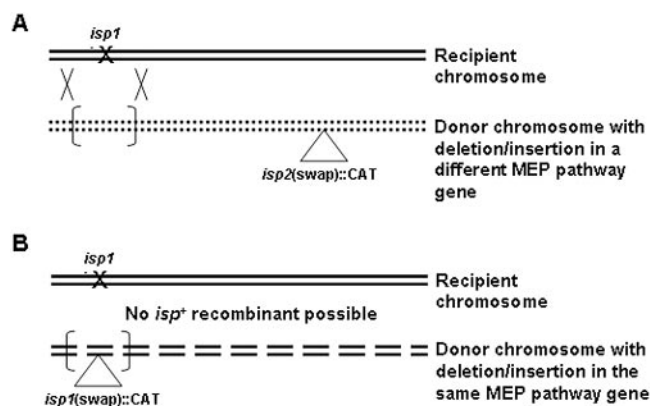 A
isp1
Recipient
chromosome
Donor chromosome with
deletion/insertion in a
different MEP pathway
gene
isp2(swap)::CAT
B
isp1
Recipient
chromosome
No isp⁺ recombinant possible
Donor chromosome with
deletion/insertion in the
same MEP pathway gene
isp1(swap)::CAT